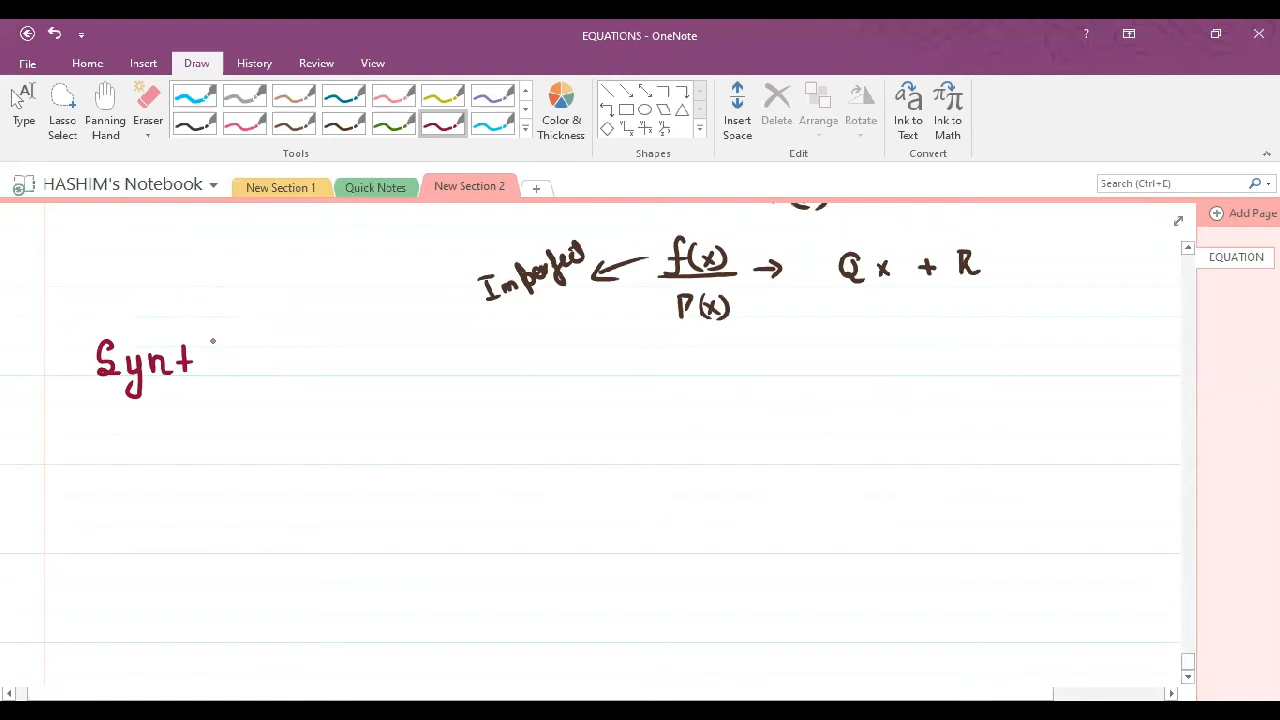 EQUATIONS - OneNote
?
File Home Insert Draw History Review View
Type Lasso Select Panning Hand Eraser Color & Thickness Insert Space Delete Arrange Rotate Ink to Text Ink to Math
Tools Shapes Edit Convert
HASHIM's Notebook New Section 1 Quick Notes New Section 2 + Search (Ctrl+E)
Add Page
EQUATION
Imperfect ← f(x) / P(x) → Q x + R
Synt